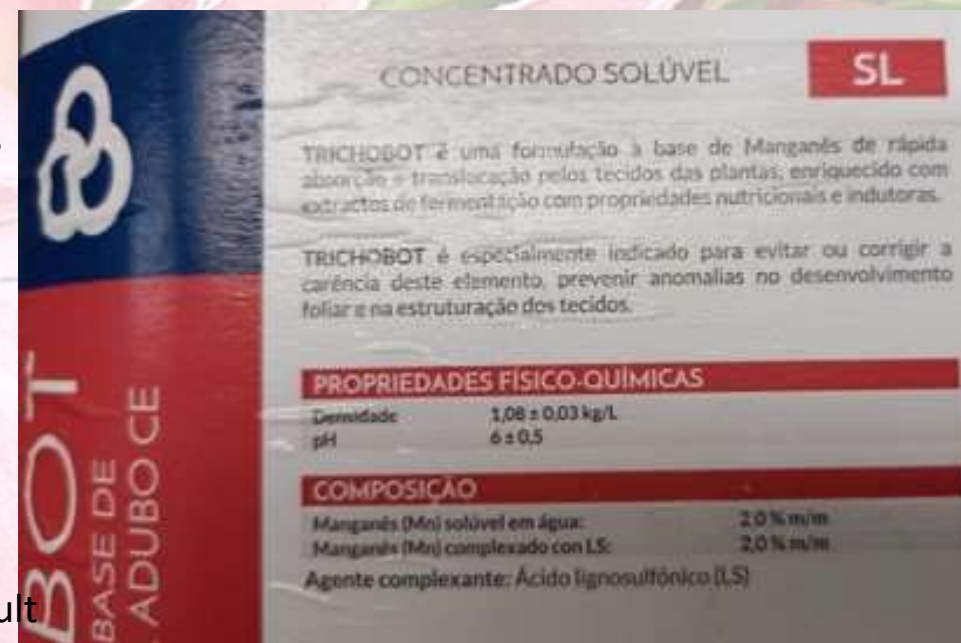 CONCENTRADO SOLÚVEL
SL
TRICHOBOT é uma formulação à base de Manganês de rápida
absorção e translocação pelos tecidos das plantas, enriquecido com
extractos de fermentação com propriedades nutricionais e indutoras.
TRICHOBOT é especialmente indicado para evitar ou corrigir a
carência deste elemento, prevenir anomalias no desenvolvimento
foliar e na estruturação dos tecidos.
PROPRIEDADES FÍSICO-QUÍMICAS
Densidade 1,08 ± 0,03 kg/L
pH 6 ± 0,5
COMPOSIÇÃO
Manganês (Mn) solúvel em água: 2.0 % m/m
Manganês (Mn) complexado con LS: 2,0 % m/m
Agente complexante: Ácido lignosulfónico (LS)
BOT
BASE DE
ADUBO CE
ult